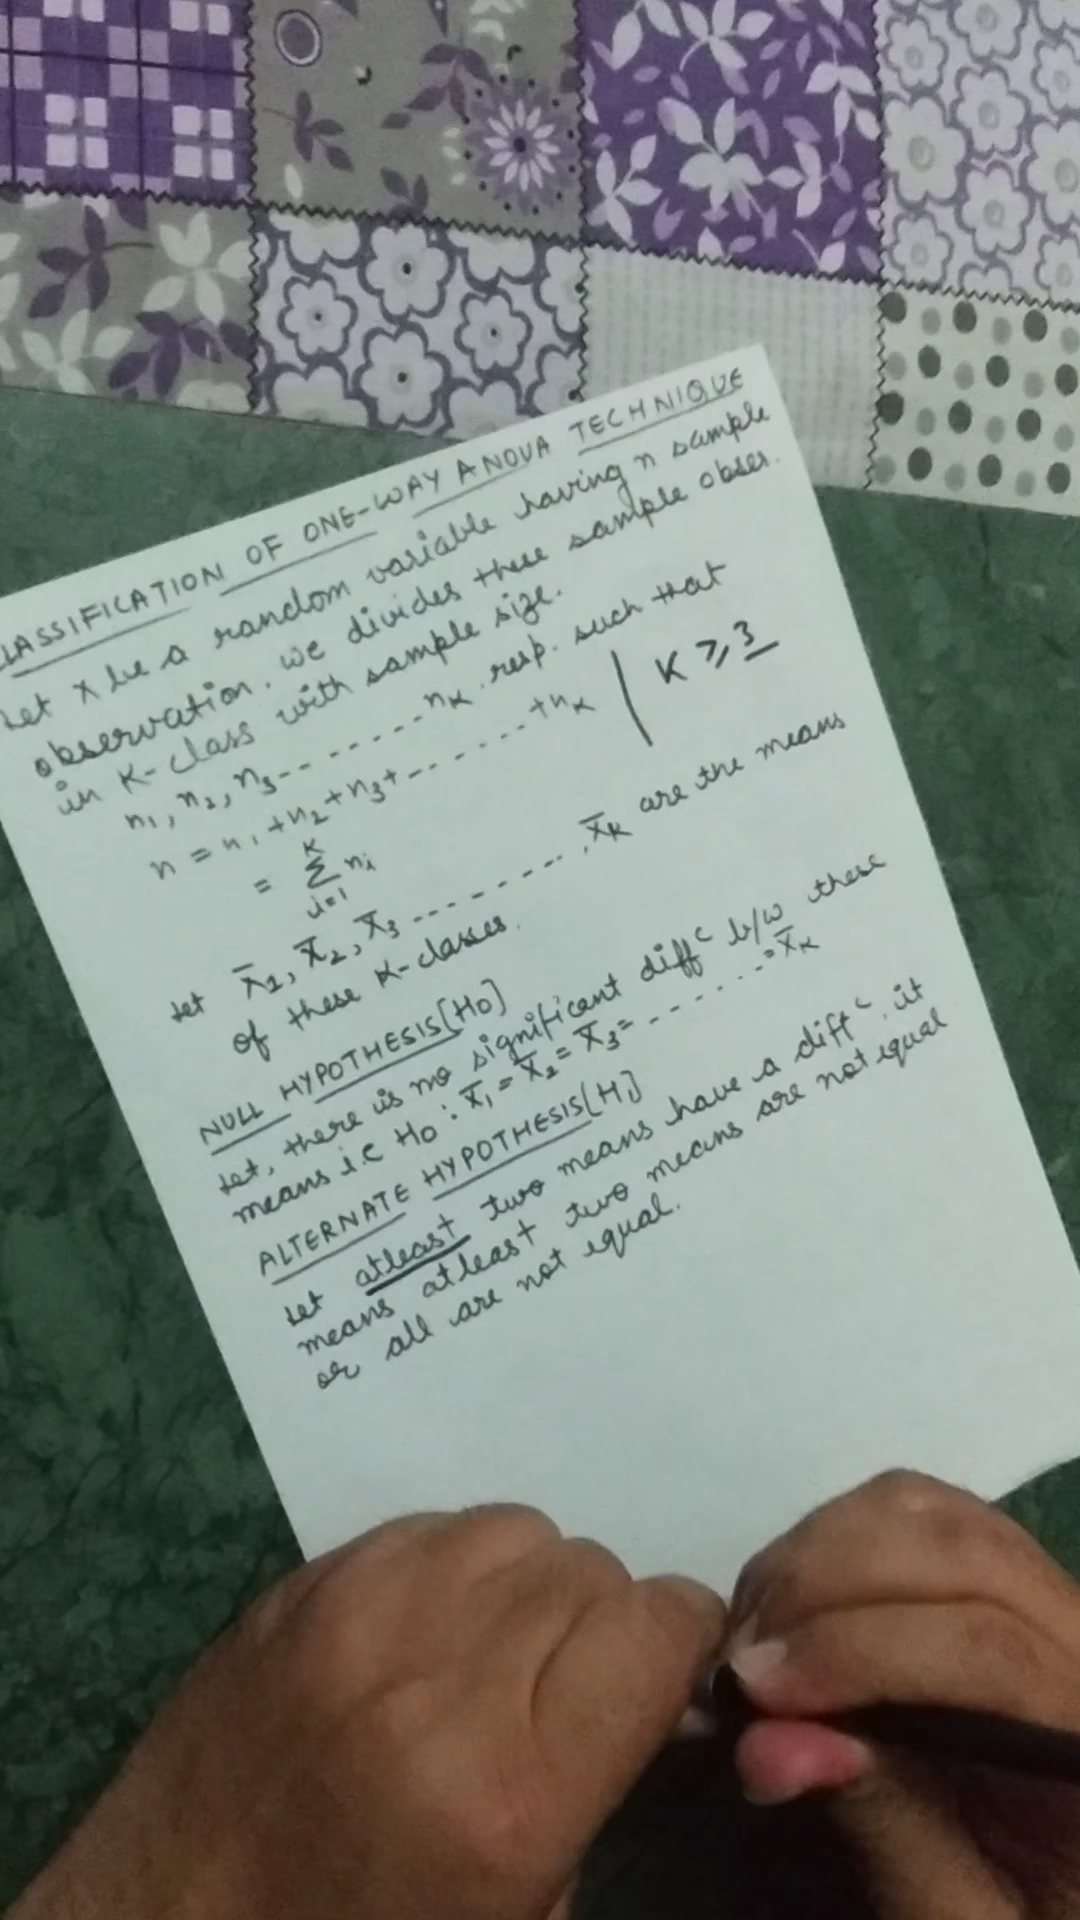 LASSIFICATION OF ONE-WAY ANOVA TECHNIQUE
Let x be a random variable having n sample
observation. we divides these sample obser.
in K-class with sample size.
n1, n2, n3-- -----nK. resp. such that
n = n1 + n2 + n3 + -------- + nK | K ≥ 3
= K∑i=1 ni
Let x̄1, x̄2, x̄3 --------, x̄K are the means
of these K-classes.
NULL HYPOTHESIS[H0]
Let, there is no significant diffᶜ b/w these
means i.e H0 : x̄1 = x̄2 = x̄3 = ------- = x̄K
ALTERNATE HYPOTHESIS[H1]
Let atleast two means have a diffᶜ, it
means atleast two means are not equal
or all are not equal.